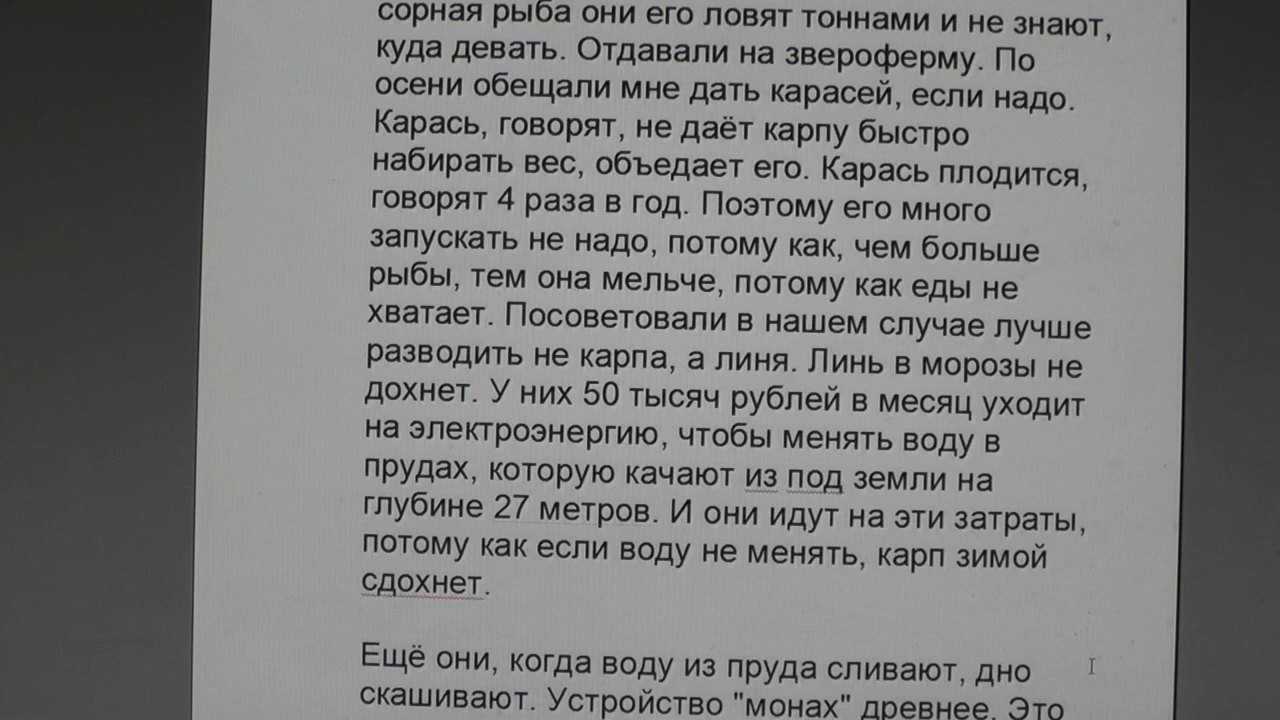 сорная рыба они его ловят тоннами и не знают,
куда девать. Отдавали на звероферму. По
осени обещали мне дать карасей, если надо.
Карась, говорят, не даёт карпу быстро
набирать вес, объедает его. Карась плодится,
говорят 4 раза в год. Поэтому его много
запускать не надо, потому как, чем больше
рыбы, тем она мельче, потому как еды не
хватает. Посоветовали в нашем случае лучше
разводить не карпа, а линя. Линь в морозы не
дохнет. У них 50 тысяч рублей в месяц уходит
на электроэнергию, чтобы менять воду в
прудах, которую качают из под земли на
глубине 27 метров. И они идут на эти затраты,
потому как если воду не менять, карп зимой
сдохнет.
Ещё они, когда воду из пруда сливают, дно
скашивают. Устройство "монах" древнее. Это